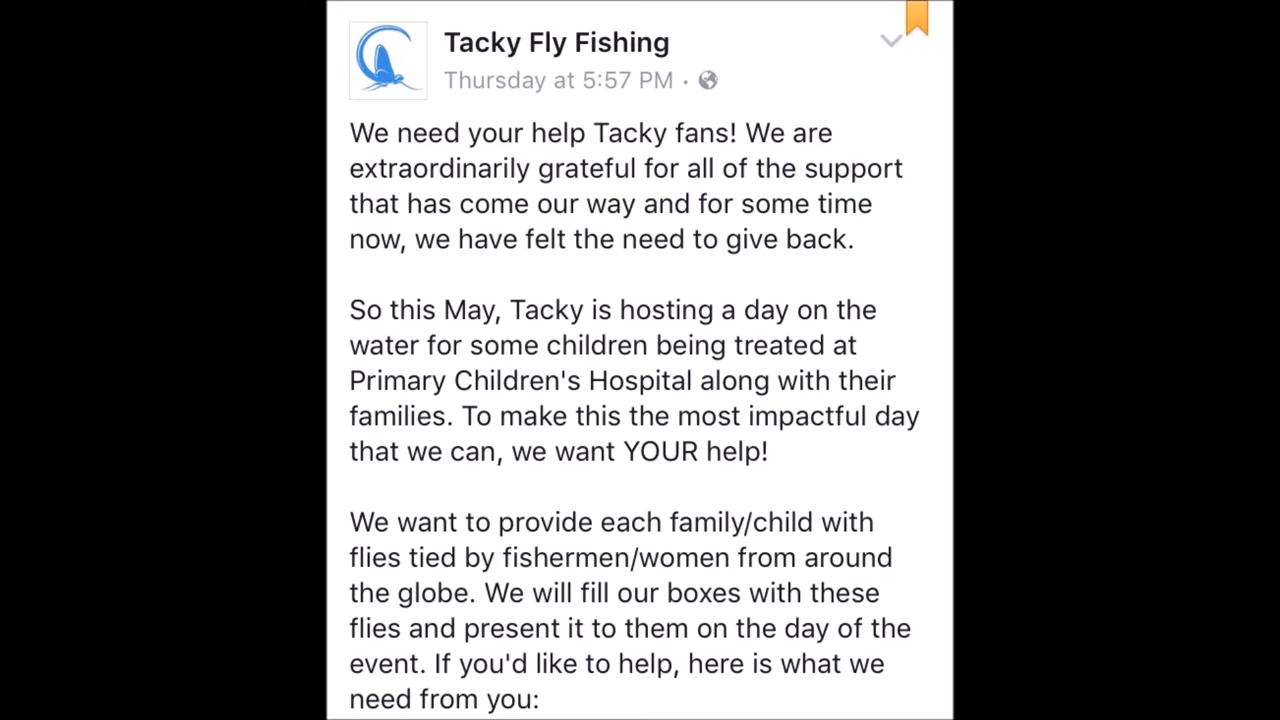 Tacky Fly Fishing
Thursday at 5:57 PM ·
We need your help Tacky fans! We are
extraordinarily grateful for all of the support
that has come our way and for some time
now, we have felt the need to give back.
So this May, Tacky is hosting a day on the
water for some children being treated at
Primary Children's Hospital along with their
families. To make this the most impactful day
that we can, we want YOUR help!
We want to provide each family/child with
flies tied by fishermen/women from around
the globe. We will fill our boxes with these
flies and present it to them on the day of the
event. If you'd like to help, here is what we
need from you: